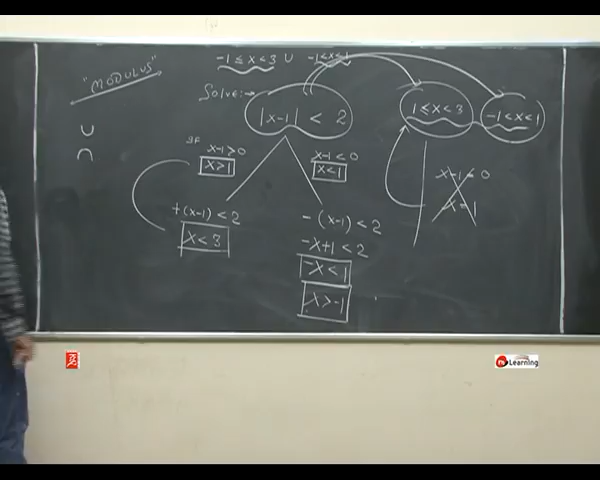 -1 ≤ x < 3 ∪ -1 < x < 1
"MODULUS"
Solve:→
|x-1| < 2
1 ≤ x < 3
-1 < x < 1
∪
∩
IF x-1 > 0
x > 1
x-1 < 0
x < 1
x-1 = 0
x = 1
+(x-1) < 2
x < 3
-(x-1) < 2
-x+1 < 2
-x < 1
x > -1
Learning